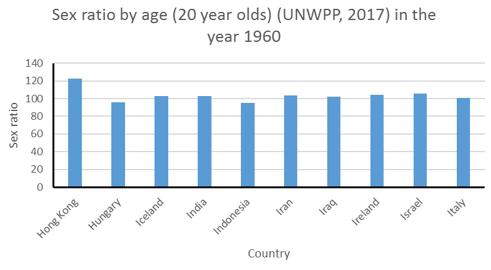 Sex ratio by age (20 year olds) (UNWPP, 2017) in the
year 1960
140
120
100
80
60
40
20
0
Sex ratio
Hong Kong
Hungary
Iceland
India
Indonesia
Iran
Iraq
Ireland
Israel
Italy
Country